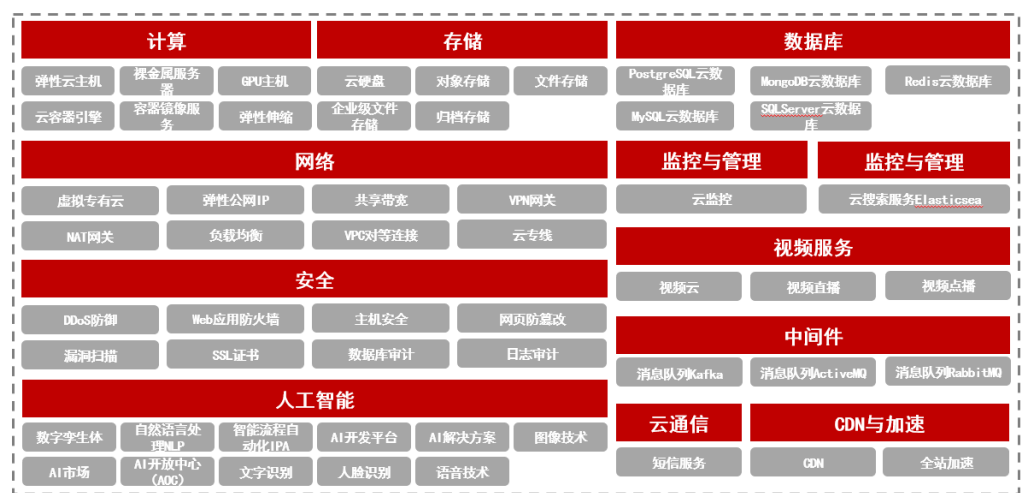 计算
弹性云主机
裸金属服务
器
GPU主机
云容器引擎
容器镜像服
务
弹性伸缩
存储
云硬盘
对象存储
文件存储
企业级文件
存储
归档存储
数据库
PostgreSQL云数
据库
MongoDB云数据库
Redis云数据库
MySQL云数据库
SQLServer云数据
库
网络
虚拟专有云
弹性公网IP
共享带宽
VPN网关
NAT网关
负载均衡
VPC对等连接
云专线
监控与管理
云监控
监控与管理
云搜索服务Elasticsea
安全
DDoS防御
Web应用防火墙
主机安全
网页防篡改
漏洞扫描
SSL证书
数据库审计
日志审计
视频服务
视频云
视频直播
视频点播
中间件
消息队列Kafka
消息队列ActiveMQ
消息队列RabbitMQ
人工智能
数字孪生体
自然语言处
理NLP
智能流程自
动化IPA
AI开发平台
AI解决方案
图像技术
AI市场
AI开放中心
(AOC)
文字识别
人脸识别
语音技术
云通信
短信服务
CDN与加速
CDN
全站加速